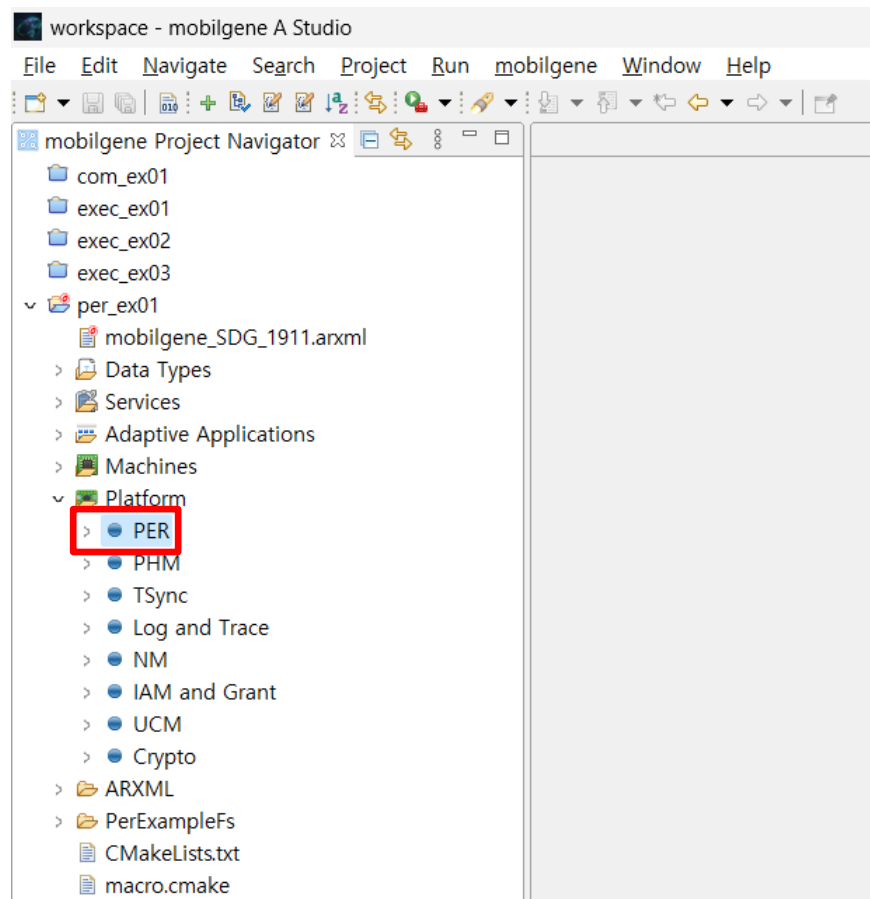 workspace - mobilgene A Studio
File Edit Navigate Search Project Run mobilgene Window Help
010
mobilgene Project Navigator
com_ex01
exec_ex01
exec_ex02
exec_ex03
per_ex01
mobilgene_SDG_1911.arxml
Data Types
Services
Adaptive Applications
Machines
Platform
PER
PHM
TSync
Log and Trace
NM
IAM and Grant
UCM
Crypto
ARXML
PerExampleFs
CMakeLists.txt
macro.cmake